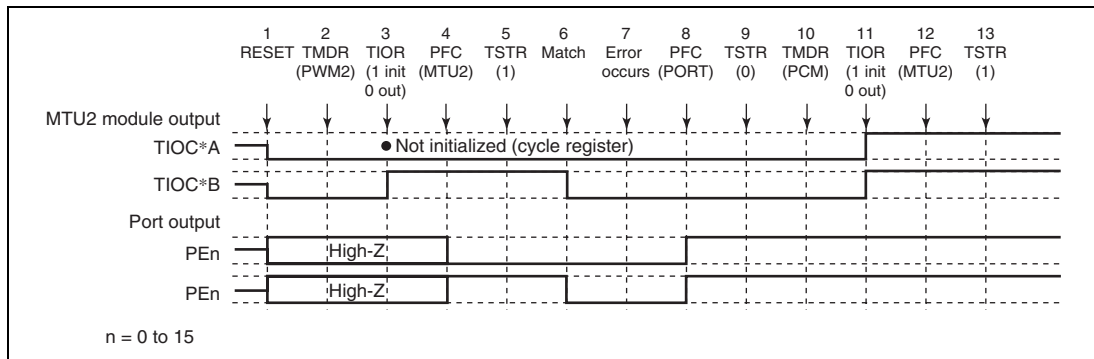 1 2 3 4 5 6 7 8 9 10 11 12 13
RESET TMDR TIOR PFC TSTR Match Error PFC TSTR TMDR TIOR PFC TSTR
(PWM2) (1 init (MTU2) (1) occurs (PORT) (0) (PCM) (1 init (MTU2) (1)
0 out) 0 out)
MTU2 module output
TIOC*A
● Not initialized (cycle register)
TIOC*B
Port output
PEn
High-Z
PEn
High-Z
n = 0 to 15